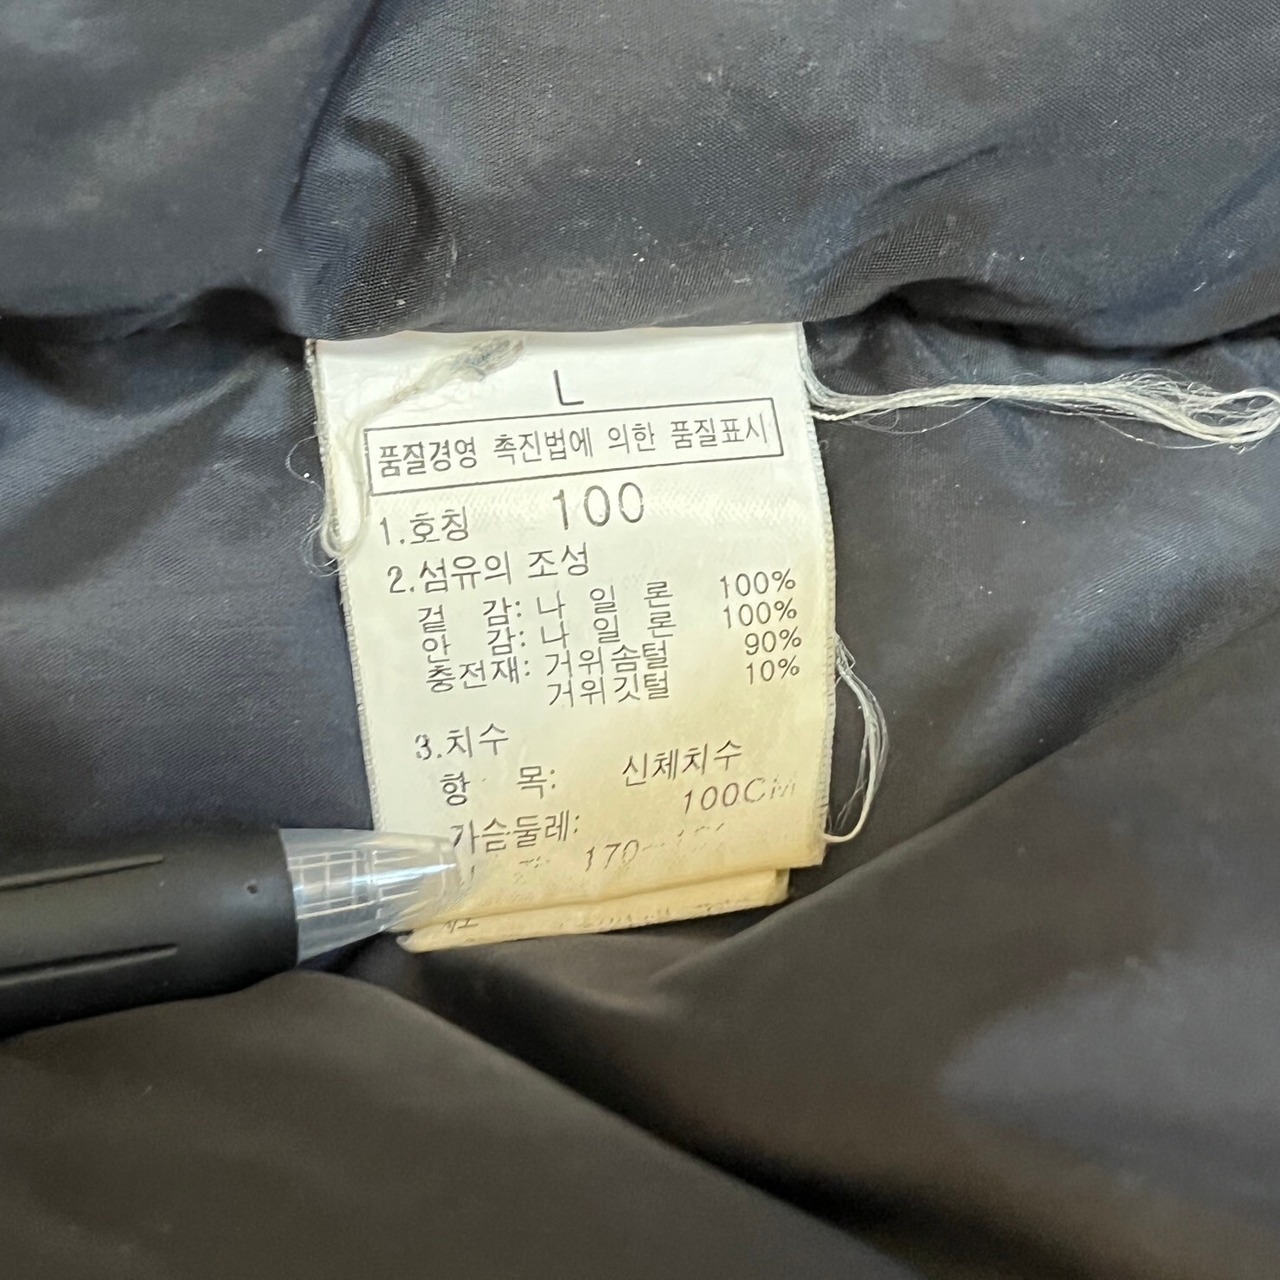 L
품질경영 촉진법에 의한 품질표시
1.호칭 100
2.섬유의 조성
겉 감: 나 일 론 100%
안 감: 나 일 론 100%
충전재: 거위솜털 90%
거위깃털 10%
3.치수
항 목: 신체치수
가슴둘레: 100CM
170